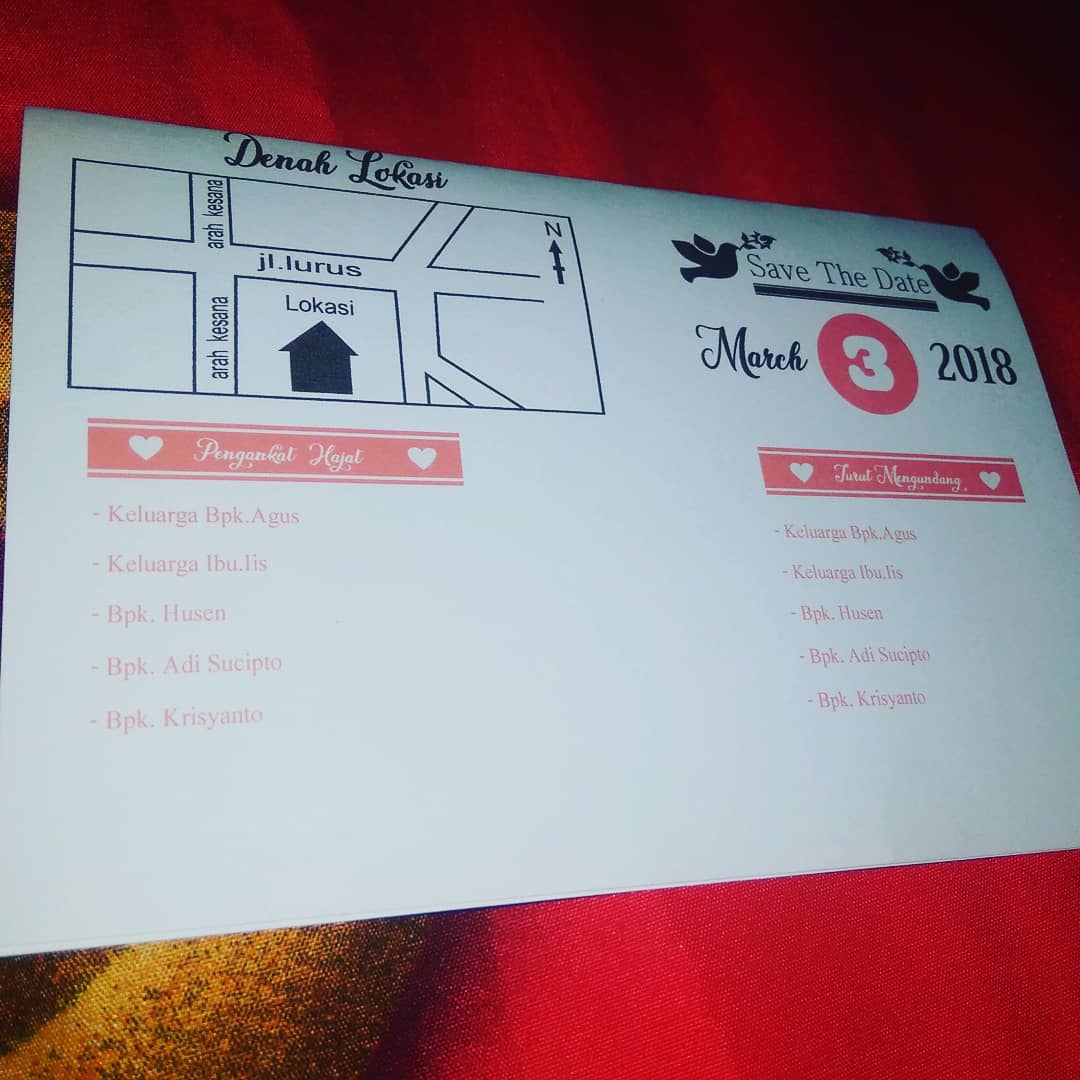 Denah Lokasi
arah kesana
N
jl.lurus
Lokasi
arah kesana
Save The Date
March 3 2018
Pengankat Hajat
- Keluarga Bpk.Agus
- Keluarga Ibu.Iis
- Bpk. Husen
- Bpk. Adi Sucipto
- Bpk. Krisyanto
Turut Mengundang
- Keluarga Bpk.Agus
- Keluarga Ibu.Iis
- Bpk. Husen
- Bpk. Adi Sucipto
- Bpk. Krisyanto